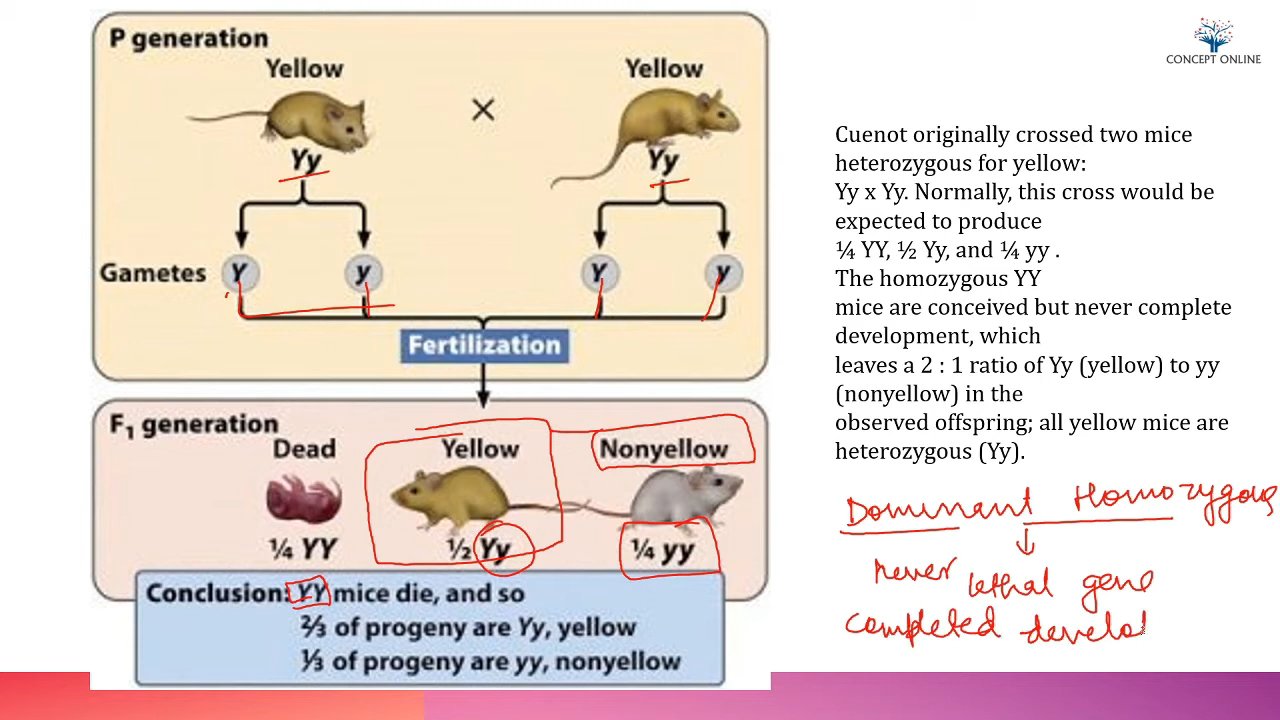 P generation
Yellow
Yellow
×
Yy
Yy
Gametes Y y Y y
Fertilization
F₁ generation
Dead
Yellow
Nonyellow
¼ YY
½ Yy
¼ yy
Conclusion: YY mice die, and so
⅔ of progeny are Yy, yellow
⅓ of progeny are yy, nonyellow
CONCEPT ONLINE
Cuenot originally crossed two mice
heterozygous for yellow:
Yy x Yy. Normally, this cross would be
expected to produce
¼ YY, ½ Yy, and ¼ yy .
The homozygous YY
mice are conceived but never complete
development, which
leaves a 2 : 1 ratio of Yy (yellow) to yy
(nonyellow) in the
observed offspring; all yellow mice are
heterozygous (Yy).
Dominant Homozygous
never lethal gene
completed develo